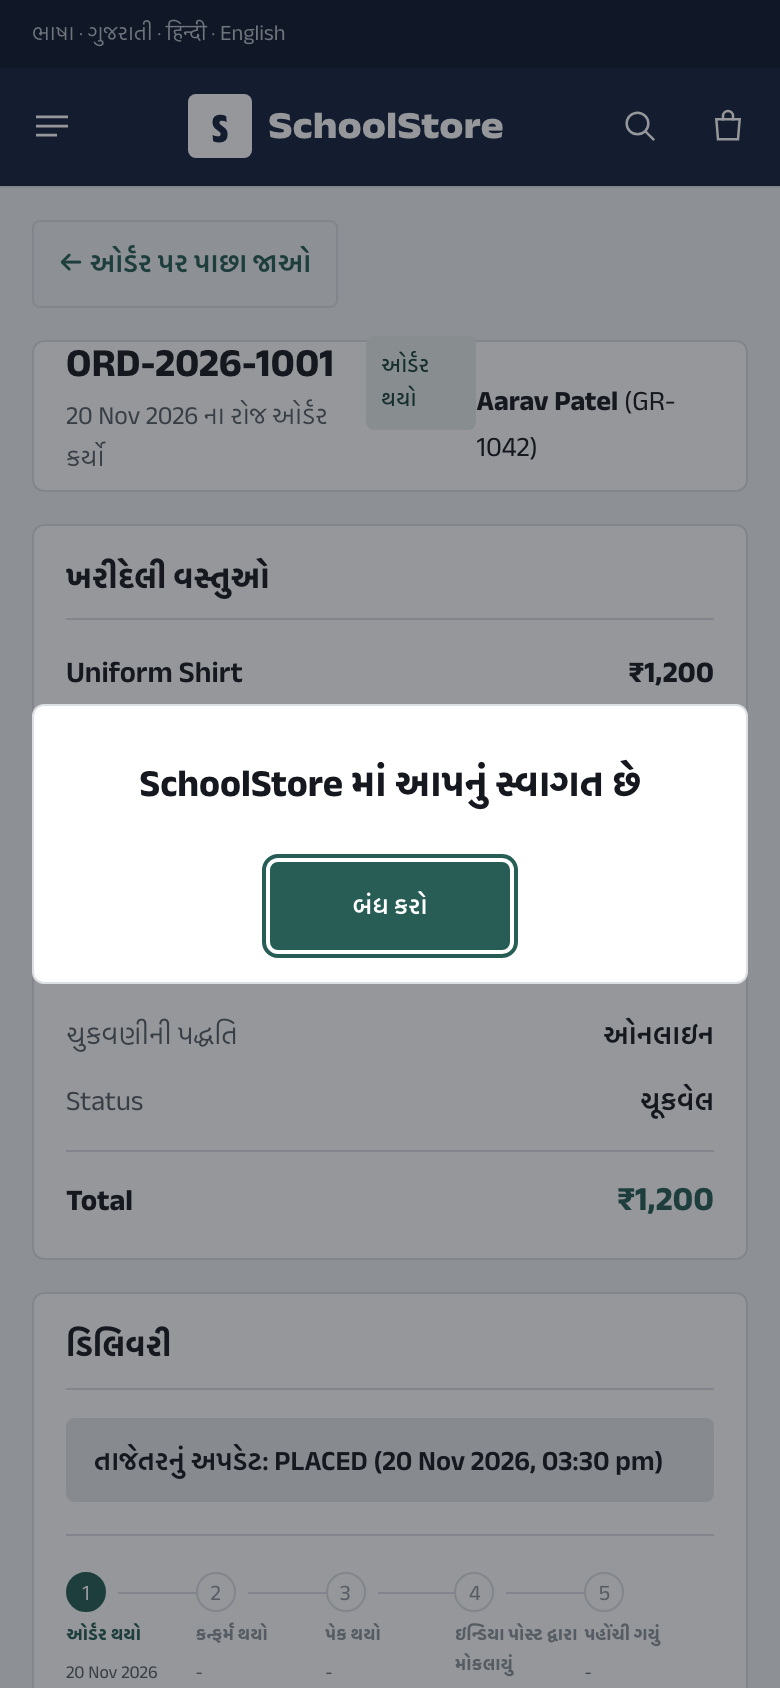 ભાષા · ગુજરાતી · हिन्दी · English
S SchoolStore
← ઓર્ડર પર પાછા જાઓ
ORD-2026-1001
20 Nov 2026 ના રોજ ઓર્ડર
કર્યો
ઓર્ડર
થયો
Aarav Patel (GR-
1042)
ખરીદેલી વસ્તુઓ
Uniform Shirt ₹1,200
SchoolStore માં આપનું સ્વાગત છે
બંધ કરો
ચુકવણીની પદ્ધતિ ઓનલાઇન
Status ચૂકવેલ
Total ₹1,200
ડિલિવરી
તાજેતરનું અપડેટ: PLACED (20 Nov 2026, 03:30 pm)
1 2 3 4 5
ઓર્ડર થયો કન્ફર્મ થયો પેક થયો ઇન્ડિયા પોસ્ટ દ્વારા પહોંચી ગયું
મોકલાયું
20 Nov 2026 - - -